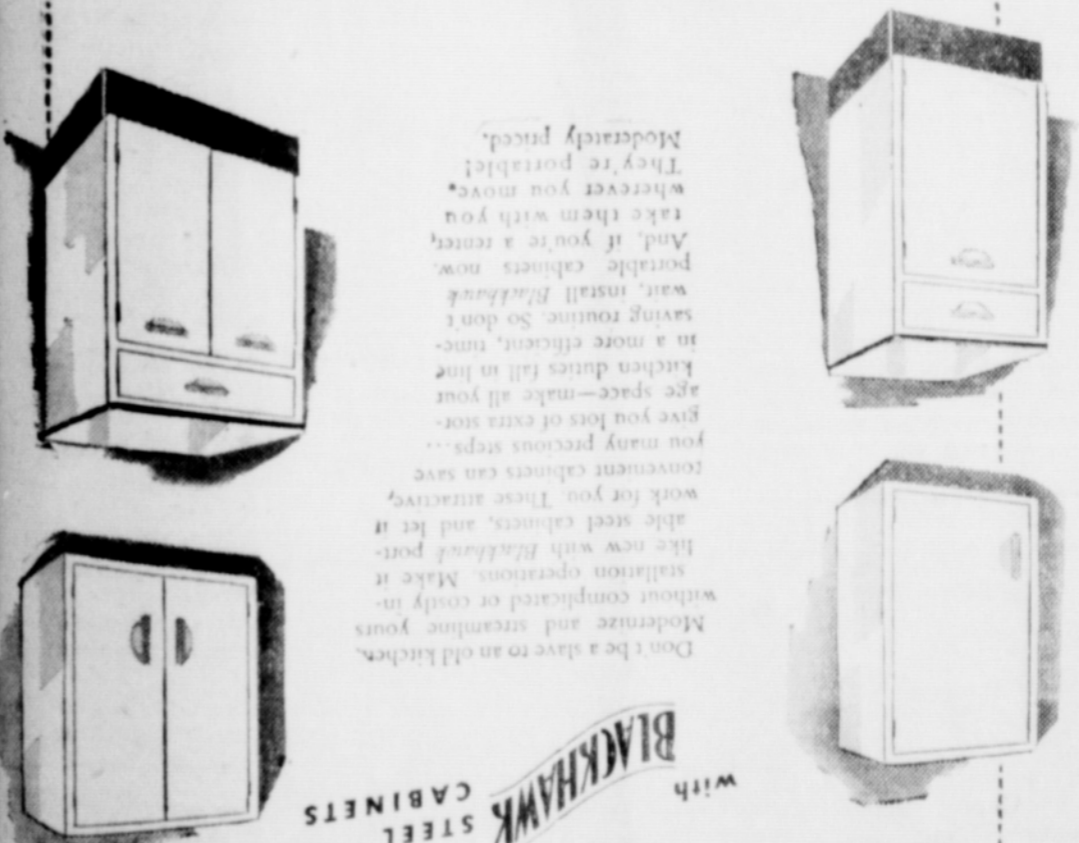 with
BLACKHAWK
STEEL
CABINETS
Don't be a slave to an old kitchen.
Modernize and streamline yours
without complicated or costly in-
stallation operations. Make it
like new with Blackhawk port-
able steel cabinets, and let it
work for you. These attractive,
convenient cabinets can save
you many precious steps...
give you lots of extra stor-
age space—make all your
kitchen duties fall in line
in a more efficient, time-
saving routine. So don't
wait, install Blackhawk
portable cabinets now.
And, if you're a renter,
take them with you
wherever you move.
They're portable!
Moderately priced.